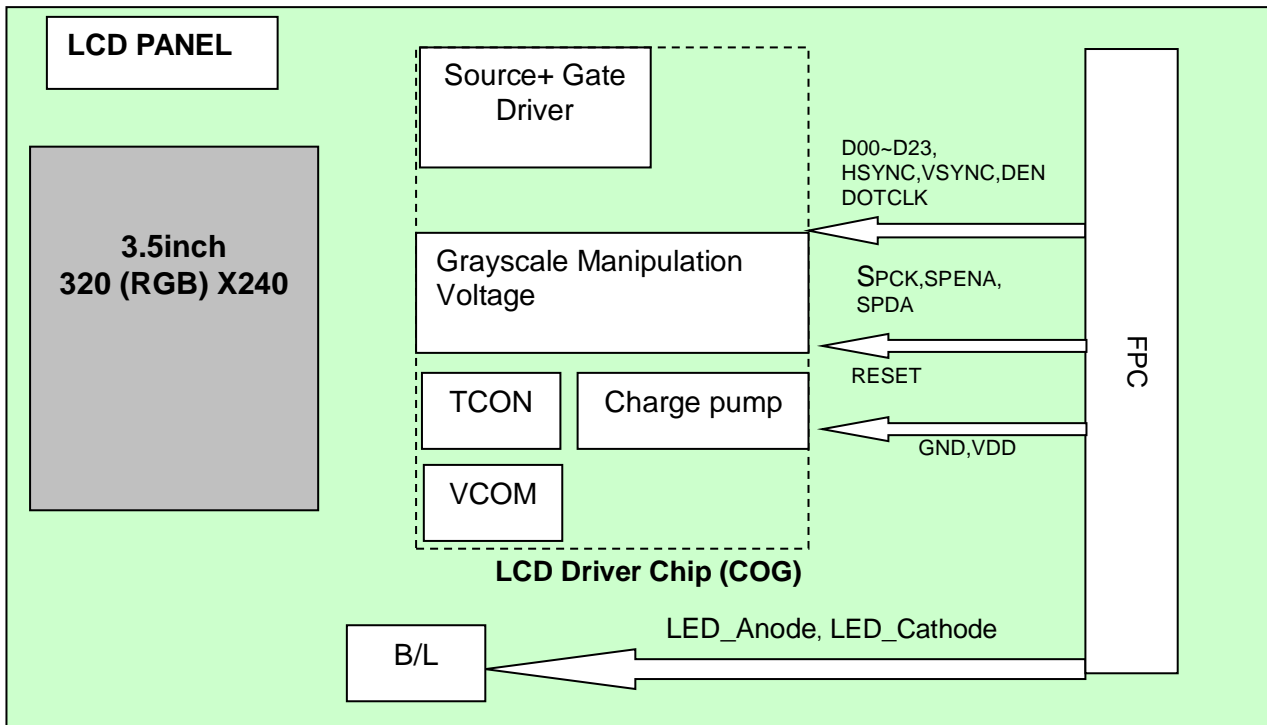 LCD PANEL
Source+ Gate
Driver
D00~D23,
HSYNC,VSYNC,DEN
DOTCLK
3.5inch
320 (RGB) X240
Grayscale Manipulation
Voltage
SPCK,SPENA,
SPDA
FPC
RESET
TCON
Charge pump
GND,VDD
VCOM
LCD Driver Chip (COG)
LED_Anode, LED_Cathode
B/L